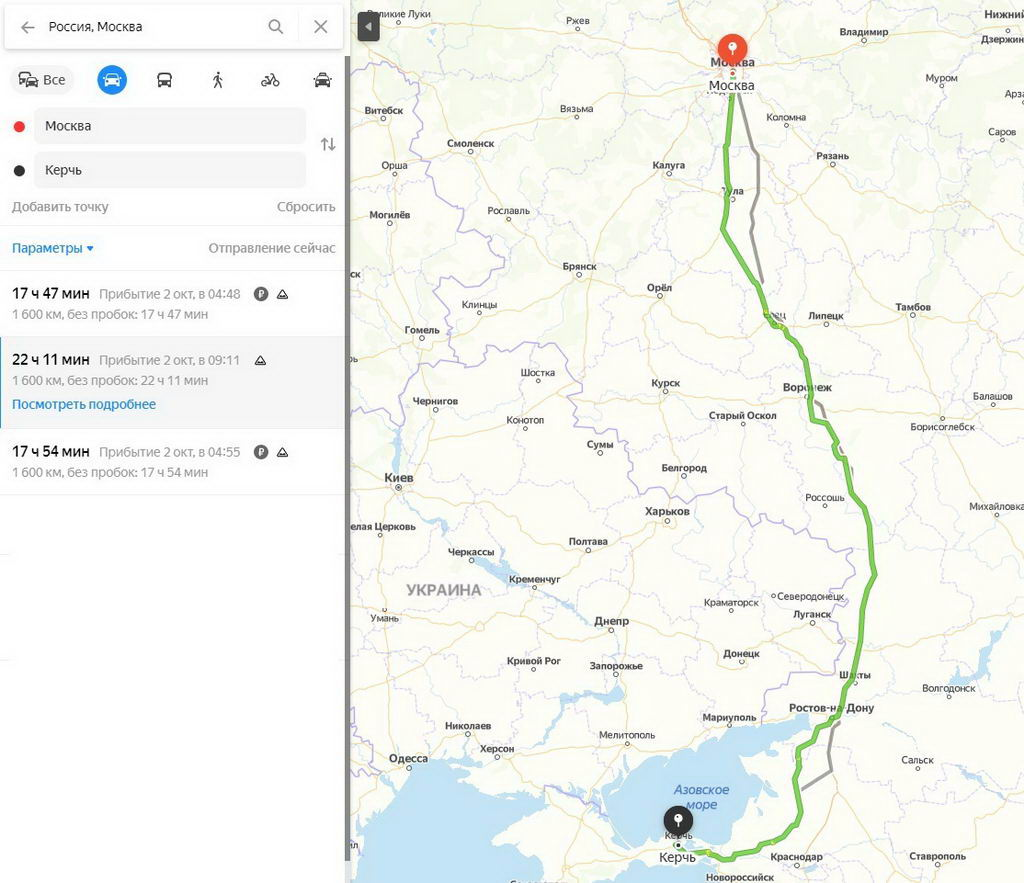 Россия, Москва
Все
Москва
Керчь
Добавить точку
Сбросить
Параметры
Отправление сейчас
17 ч 47 мин Прибытие 2 окт, в 04:48
1 600 км, без пробок: 17 ч 47 мин
22 ч 11 мин Прибытие 2 окт, в 09:11
1 600 км, без пробок: 22 ч 11 мин
Посмотреть подробнее
17 ч 54 мин Прибытие 2 окт, в 04:55
1 600 км, без пробок: 17 ч 54 мин
Великие Луки
Ржев
Нижний
Владимир
Дзержин
Москва
Москва
Муром
Арза
Витебск
Вязьма
Коломна
Саров
Смоленск
Орша
Калуга
Рязань
Тула
Могилёв
Рославль
Брянск
Орёл
Клинцы
Тамбов
Липецк
Гомель
Шостка
Курск
Воронеж
Балашов
Чернигов
Старый Оскол
Конотоп
Борисоглебск
Сумы
Белгород
Киев
Россошь
Михайловка
Харьков
елая Церковь
Полтава
Черкассы
Кременчуг
УКРАИНА
Северодонецк
Краматорск
Умань
Луганск
Днепр
Донецк
Кривой Рог
Запорожье
Шахты
Волгодонск
Ростов-на-Дону
Мариуполь
Николаев
Мелитополь
Херсон
Одесса
Сальск
Азовское
море
Керчь
Керчь
Краснодар
Ставрополь
Новороссийск